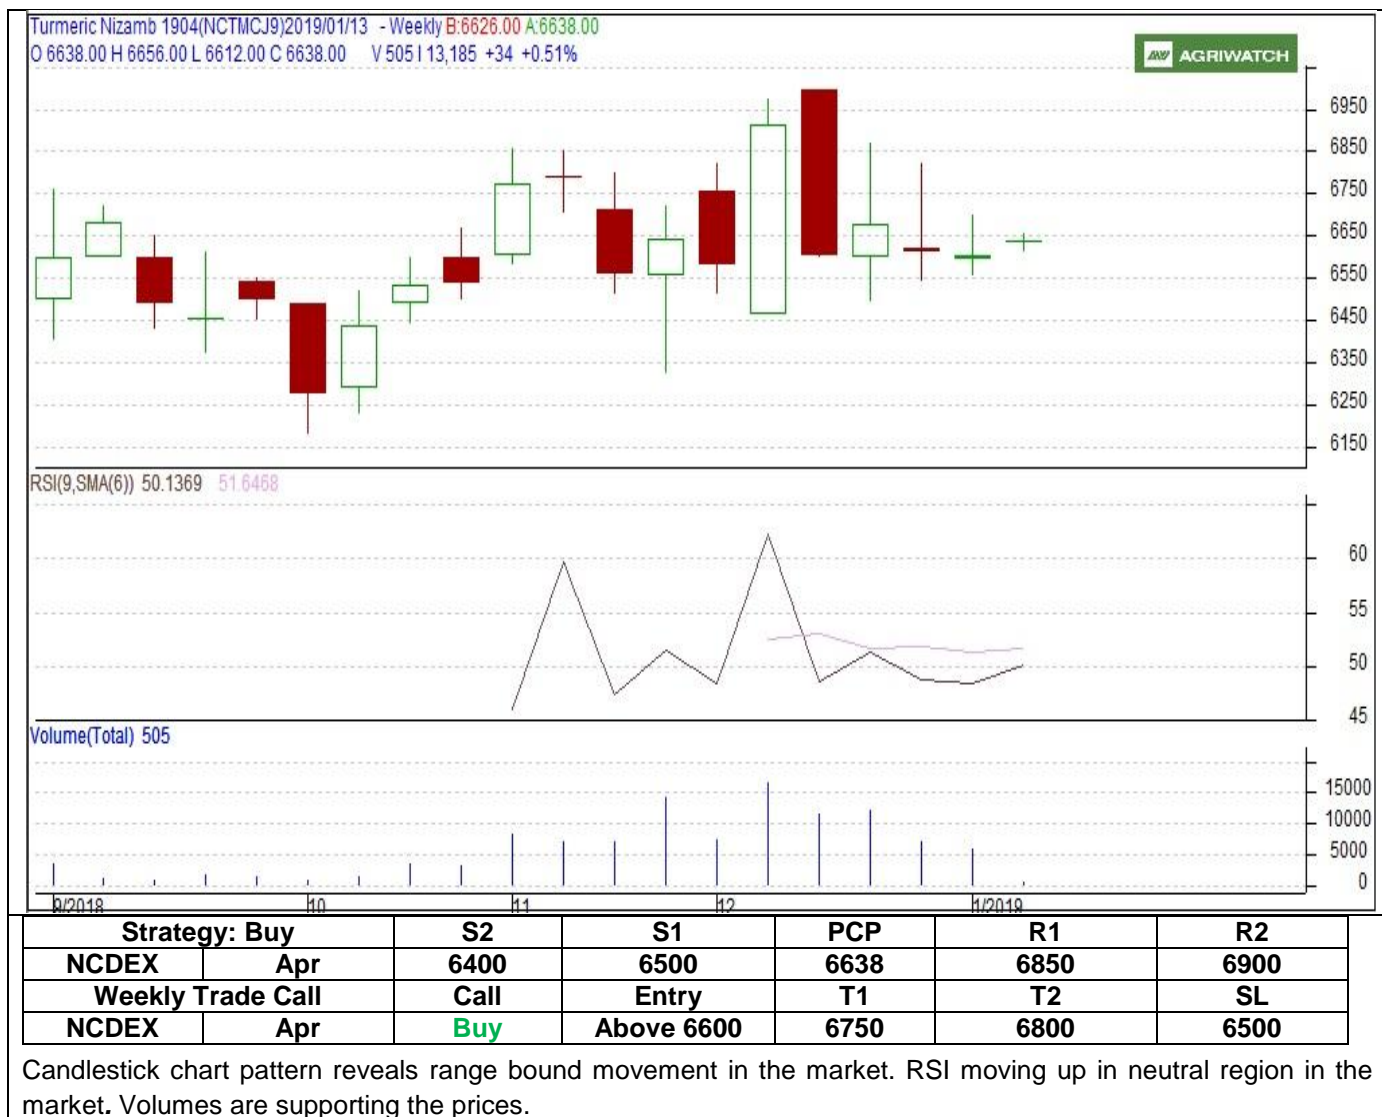 Turmeric Nizamb 1904(NCTMCJ9)2019/01/13 - Weekly B:6626.00 A:6638.00
O 6638.00 H 6656.00 L 6612.00 C 6638.00 V 505 I 13,185 +34 +0.51%
AW AGRIWATCH
6950
6850
6750
6650
6550
6450
6350
6250
6150
RSI(9,SMA(6)) 50.1369 51.6468
60
55
50
45
Volume(Total) 505
15000
10000
5000
0
9/2018 10 11 12 1/2019
Strategy: Buy S2 S1 PCP R1 R2
NCDEX Apr 6400 6500 6638 6850 6900
Weekly Trade Call Call Entry T1 T2 SL
NCDEX Apr Buy Above 6600 6750 6800 6500
Candlestick chart pattern reveals range bound movement in the market. RSI moving up in neutral region in the
market. Volumes are supporting the prices.